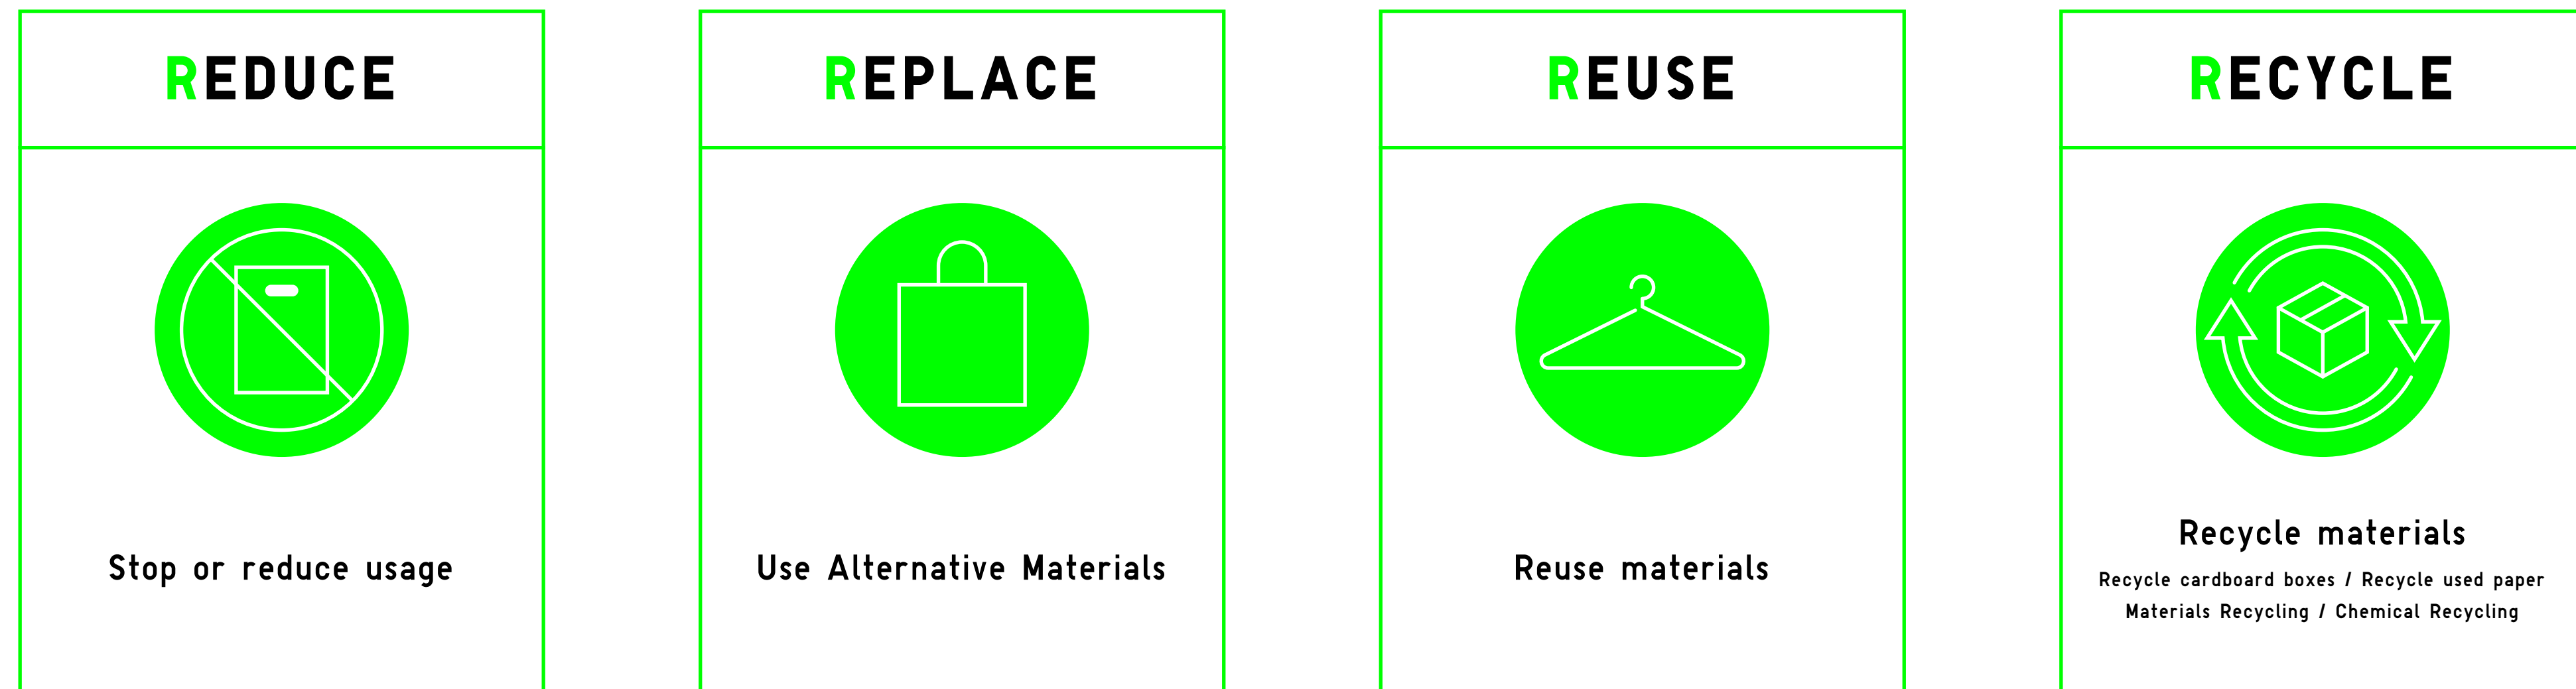 REDUCE
Stop or reduce usage
REPLACE
Use Alternative Materials
REUSE
Reuse materials
RECYCLE
Recycle materials
Recycle cardboard boxes / Recycle used paper
Materials Recycling / Chemical Recycling